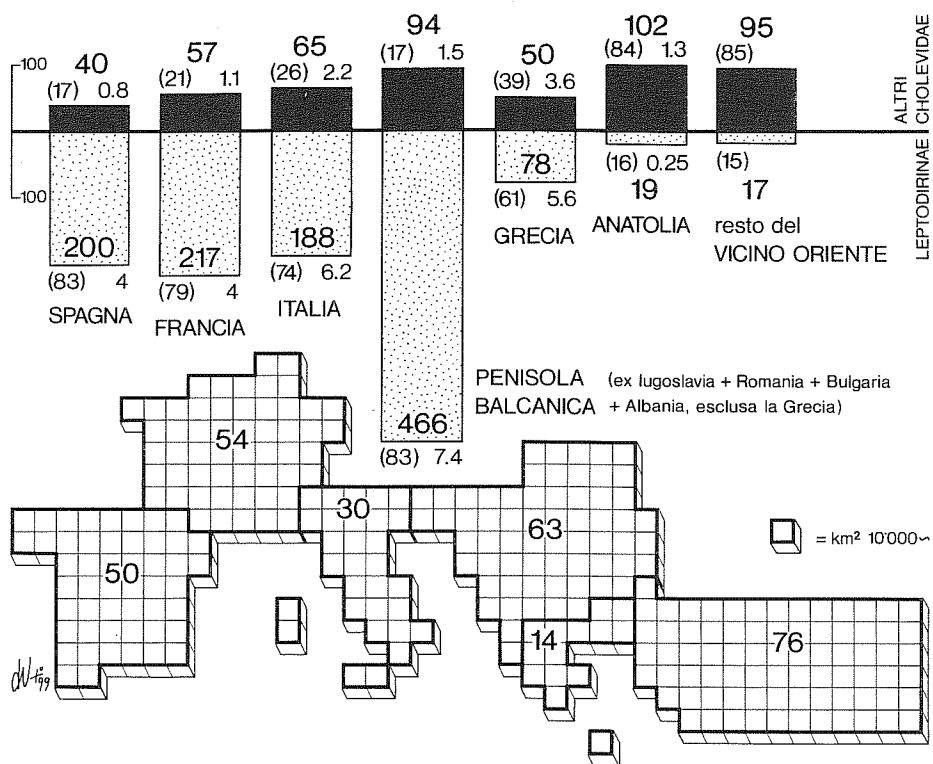 100
100
40
(17) 0.8
200
(83) 4
SPAGNA
57
(21) 1.1
217
(79) 4
FRANCIA
65
(26) 2.2
188
(74) 6.2
ITALIA
94
(17) 1.5
466
(83) 7.4
PENISOLA (ex Iugoslavia + Romania + Bulgaria
BALCANICA + Albania, esclusa la Grecia)
50
(39) 3.6
78
(61) 5.6
GRECIA
102
(84) 1.3
(16) 0.25
19
ANATOLIA
95
(85)
(15)
17
resto del
VICINO ORIENTE
ALTRI
CHOLEVIDAE
LEPTODIRINAE
54
30
63
50
14
76
= km² 10'000~